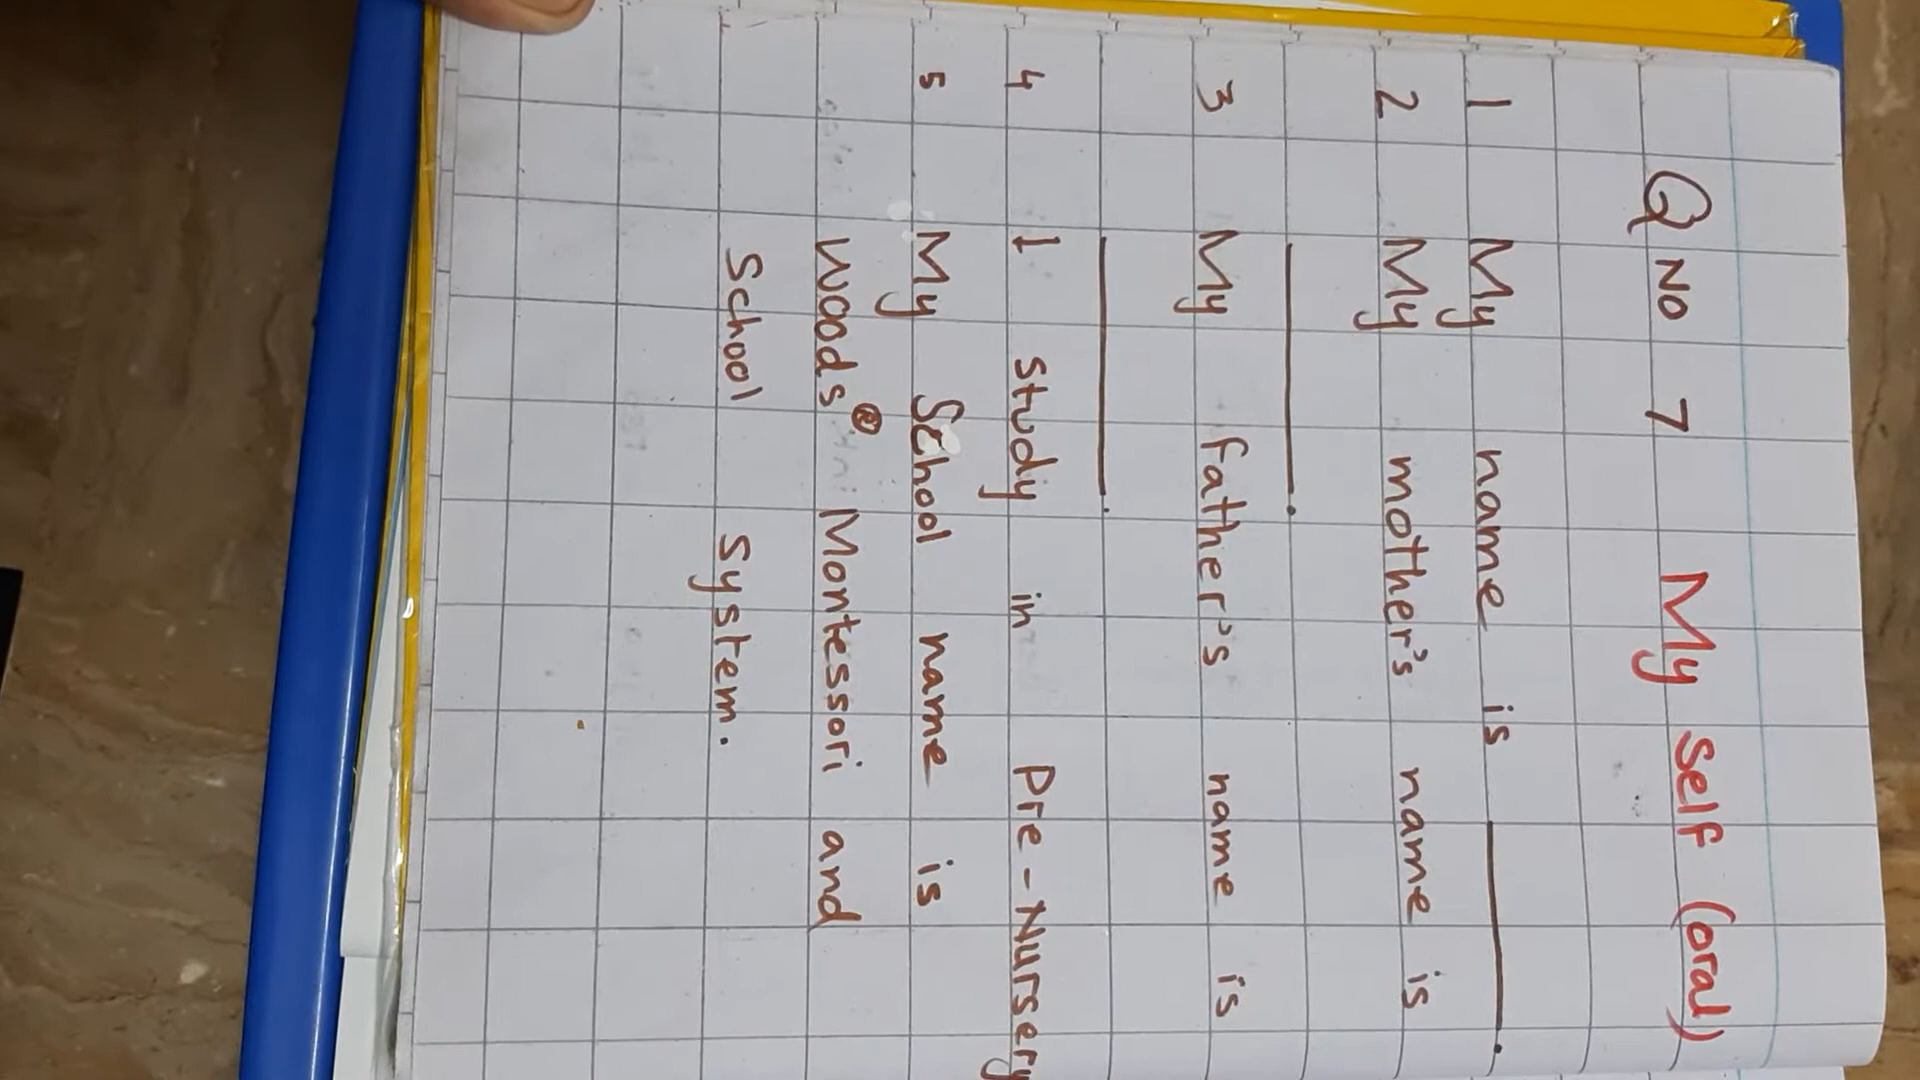 Q No 7 My Self (oral)
1 My name is ________.
2 My mother's name is
________.
3 My father's name is
________.
4 I study in Pre-Nursery
5 My School name is
Woods Montessori and
School System.